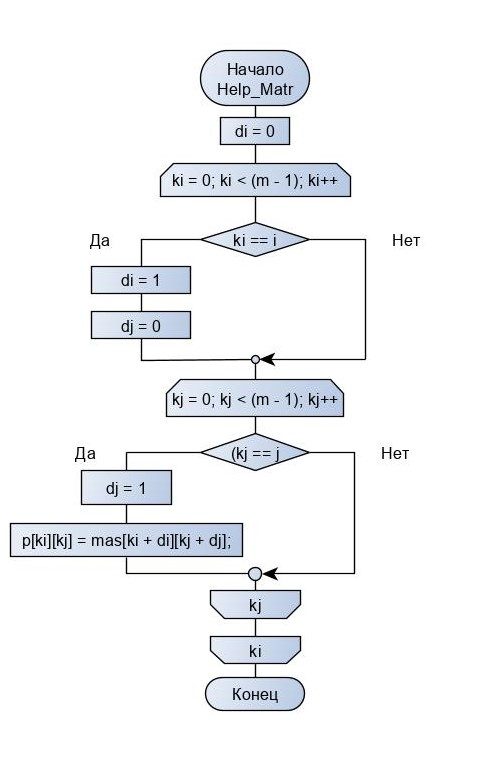 Начало
Help_Matr
di = 0
ki = 0; ki < (m - 1); ki++
Да
ki == i
Нет
di = 1
dj = 0
kj = 0; kj < (m - 1); kj++
Да
(kj == j
Нет
dj = 1
p[ki][kj] = mas[ki + di][kj + dj];
kj
ki
Конец